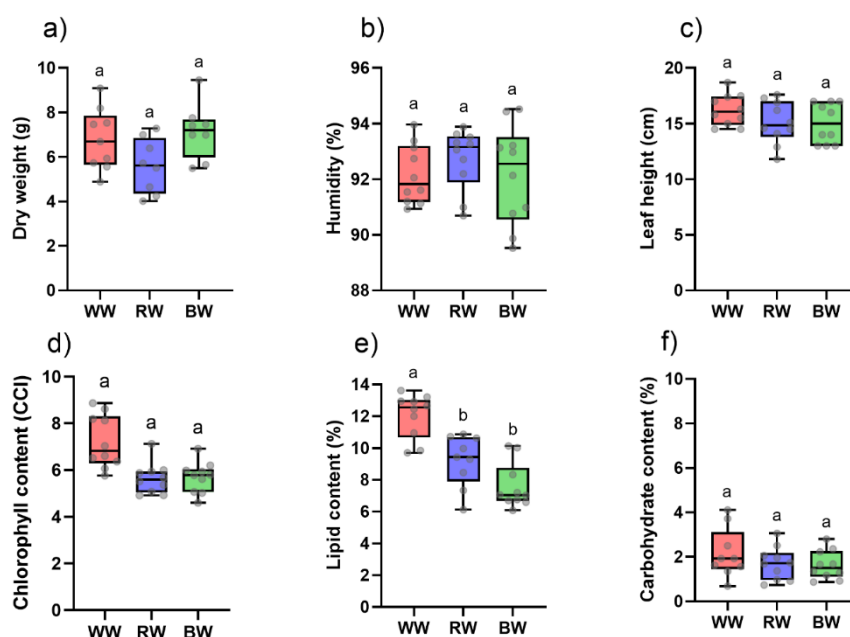 a)
Dry weight (g)
10
8
6
4
2
0
a
a
a
WW RW BW
b)
Humidity (%)
96
94
92
90
88
a
a
a
WW RW BW
c)
Leaf height (cm)
20
15
10
5
0
a
a
a
WW RW BW
d)
Chlorophyll content (CCI)
10
8
6
4
2
0
a
a
a
WW RW BW
e)
Lipid content (%)
14
12
10
8
6
4
2
0
a
b
b
WW RW BW
f)
Carbohydrate content (%)
10
8
6
4
2
0
a
a
a
WW RW BW